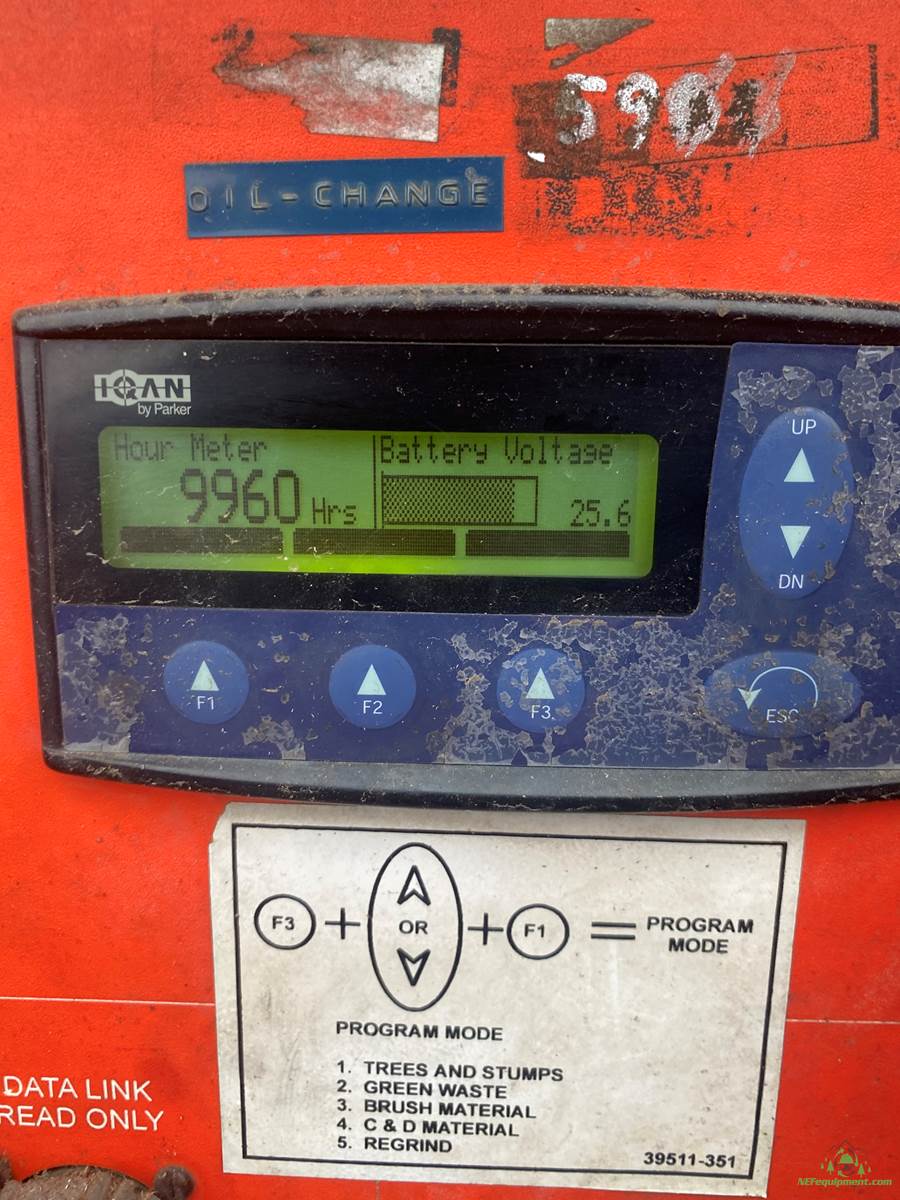 OIL-CHANGE
IQAN
by Parker
Hour Meter
9960 Hrs
Battery Voltage
25.6
UP
DN
F1
F2
F3
ESC
F3 + OR + F1 = PROGRAM MODE
PROGRAM MODE
1. TREES AND STUMPS
2. GREEN WASTE
3. BRUSH MATERIAL
4. C & D MATERIAL
5. REGRIND
39511-351
DATA LINK
READ ONLY
NEFequipment.com